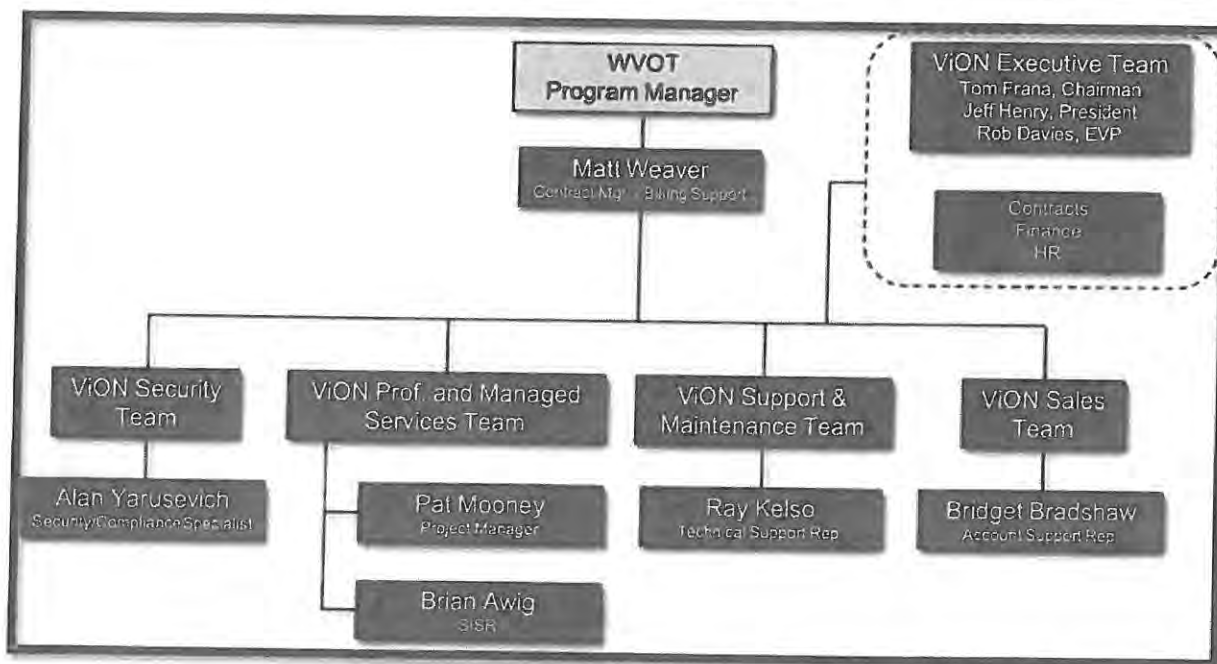 WVOT
Program Manager
ViON Executive Team
Tom Frana, Chairman
Jeff Henry, President
Rob Davies, EVP
Matt Weaver
Contract Mgt. Billing Support
Contracts
Finance
HR
ViON Security
Team
ViON Prof. and Managed
Services Team
ViON Support &
Maintenance Team
ViON Sales
Team
Alan Yarusevich
Security/Compliance Specialist
Pat Mooney
Project Manager
Ray Kelso
Technical Support Rep
Bridget Bradshaw
Account Support Rep
Brian Awig
SISR